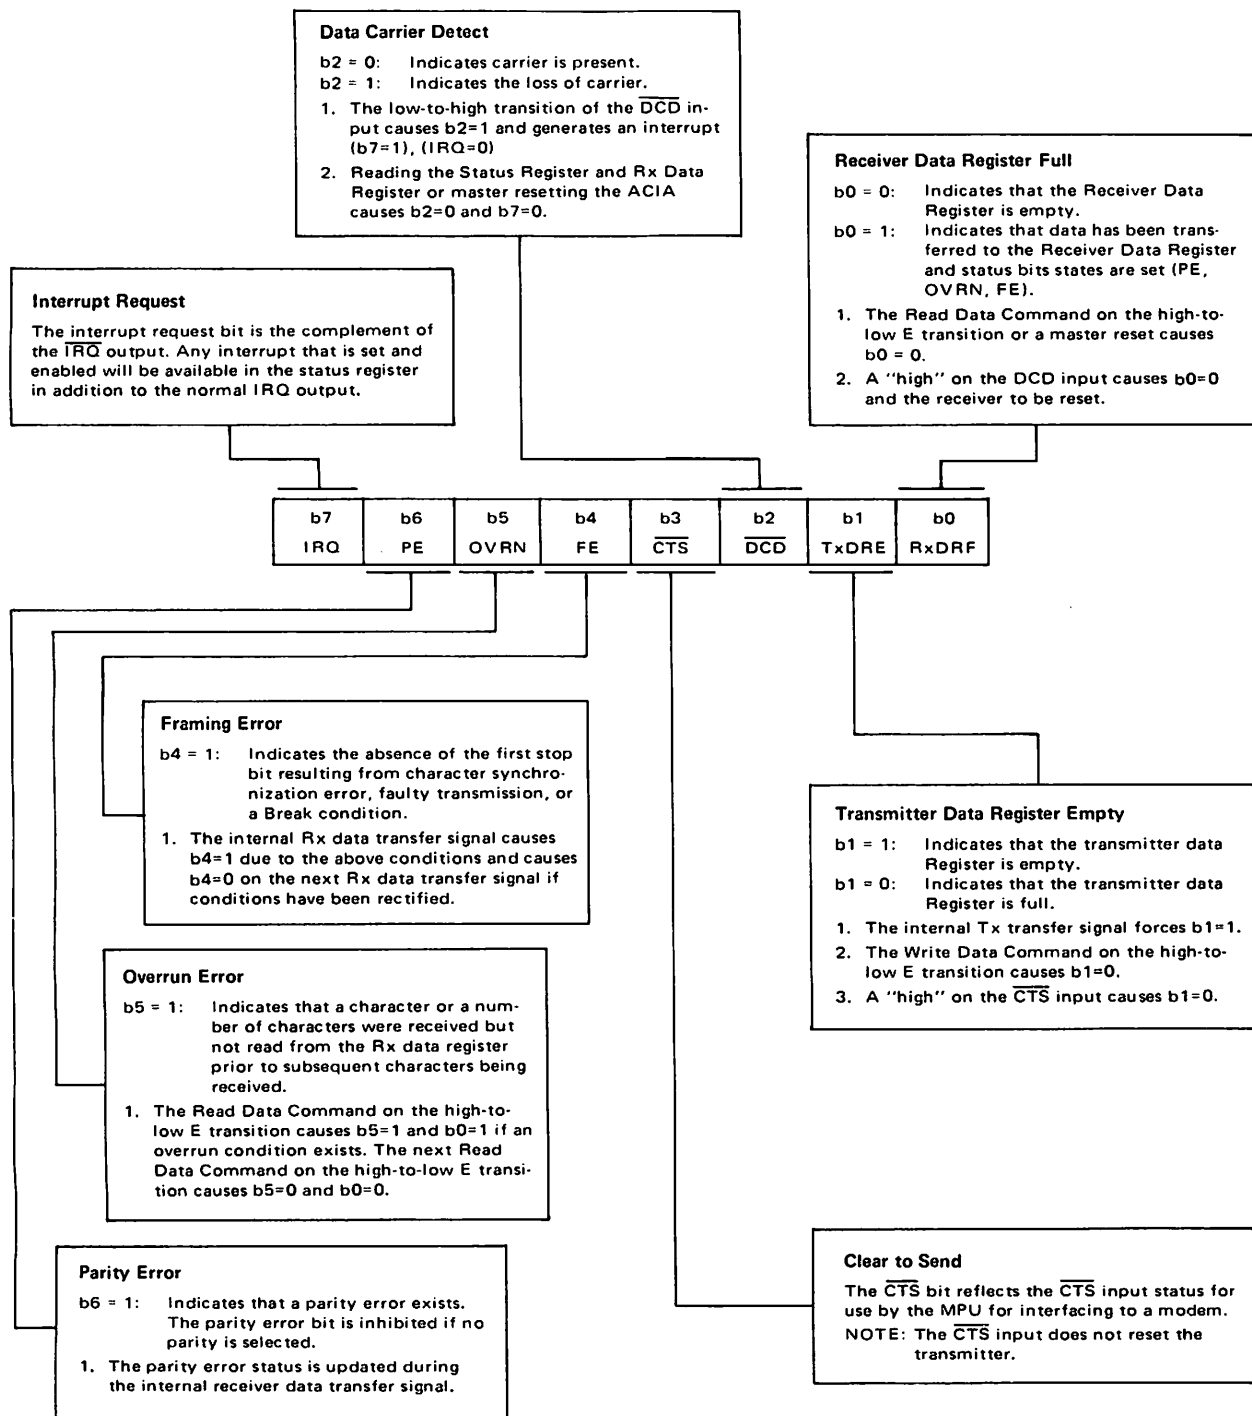 Data Carrier Detect
b2 = 0: Indicates carrier is present.
b2 = 1: Indicates the loss of carrier.
1. The low-to-high transition of the D̅C̅D̅ in-
put causes b2=1 and generates an interrupt
(b7=1), (IRQ=0)
2. Reading the Status Register and Rx Data
Register or master resetting the ACIA
causes b2=0 and b7=0.
Receiver Data Register Full
b0 = 0: Indicates that the Receiver Data
Register is empty.
b0 = 1: Indicates that data has been trans-
ferred to the Receiver Data Register
and status bits states are set (PE,
OVRN, FE).
1. The Read Data Command on the high-to-
low E transition or a master reset causes
b0 = 0.
2. A "high" on the DCD input causes b0=0
and the receiver to be reset.
Interrupt Request
The interrupt request bit is the complement of
the I̅R̅Q̅ output. Any interrupt that is set and
enabled will be available in the status register
in addition to the normal IRQ output.
b7 b6 b5 b4 b3 b2 b1 b0
IRQ PE OVRN FE C̅T̅S̅ D̅C̅D̅ TxDRE RxDRF
Framing Error
b4 = 1: Indicates the absence of the first stop
bit resulting from character synchro-
nization error, faulty transmission, or
a Break condition.
1. The internal Rx data transfer signal causes
b4=1 due to the above conditions and causes
b4=0 on the next Rx data transfer signal if
conditions have been rectified.
Transmitter Data Register Empty
b1 = 1: Indicates that the transmitter data
Register is empty.
b1 = 0: Indicates that the transmitter data
Register is full.
1. The internal Tx transfer signal forces b1=1.
2. The Write Data Command on the high-to-
low E transition causes b1=0.
3. A "high" on the C̅T̅S̅ input causes b1=0.
Overrun Error
b5 = 1: Indicates that a character or a num-
ber of characters were received but
not read from the Rx data register
prior to subsequent characters being
received.
1. The Read Data Command on the high-to-
low E transition causes b5=1 and b0=1 if an
overrun condition exists. The next Read
Data Command on the high-to-low E transi-
tion causes b5=0 and b0=0.
Parity Error
b6 = 1: Indicates that a parity error exists.
The parity error bit is inhibited if no
parity is selected.
1. The parity error status is updated during
the internal receiver data transfer signal.
Clear to Send
The C̅T̅S̅ bit reflects the C̅T̅S̅ input status for
use by the MPU for interfacing to a modem.
NOTE: The C̅T̅S̅ input does not reset the
transmitter.